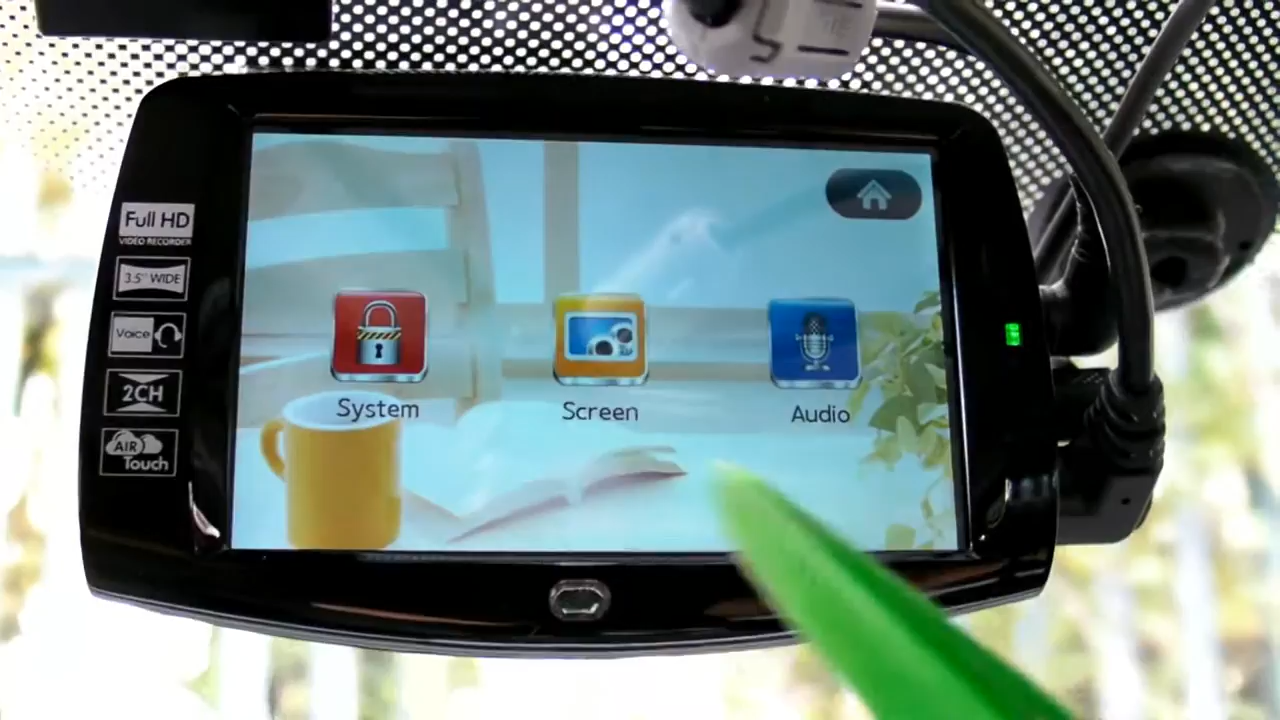 Full HD
VIDEO RECORDER
3.5" WIDE
Voice
2CH
AIR
Touch
System
Screen
Audio